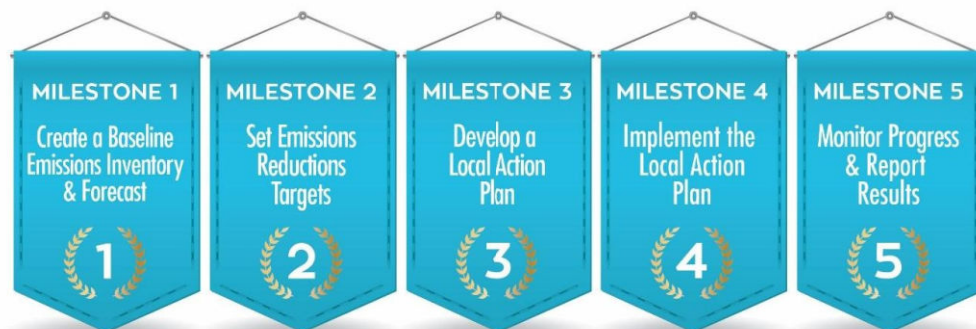 MILESTONE 1
Create a Baseline
Emissions Inventory
& Forecast
1
MILESTONE 2
Set Emissions
Reductions
Targets
2
MILESTONE 3
Develop a
Local Action
Plan
3
MILESTONE 4
Implement the
Local Action
Plan
4
MILESTONE 5
Monitor Progress
& Report
Results
5